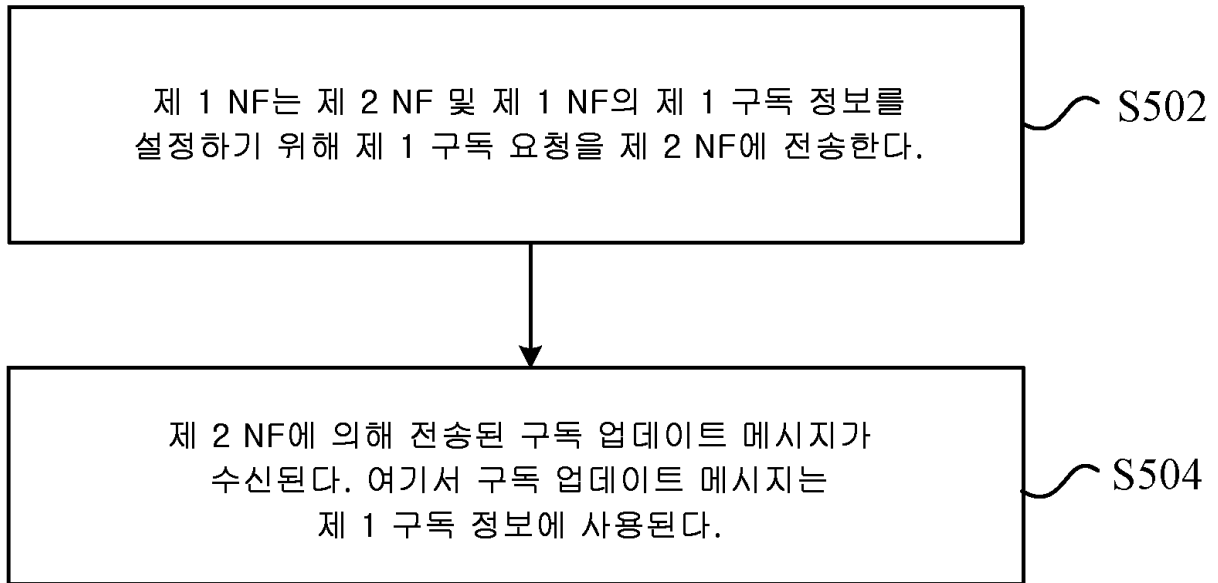 제 1 NF는 제 2 NF 및 제 1 NF의 제 1 구독 정보를
설정하기 위해 제 1 구독 요청을 제 2 NF에 전송한다.
S502
제 2 NF에 의해 전송된 구독 업데이트 메시지가
수신된다. 여기서 구독 업데이트 메시지는
제 1 구독 정보에 사용된다.
S504